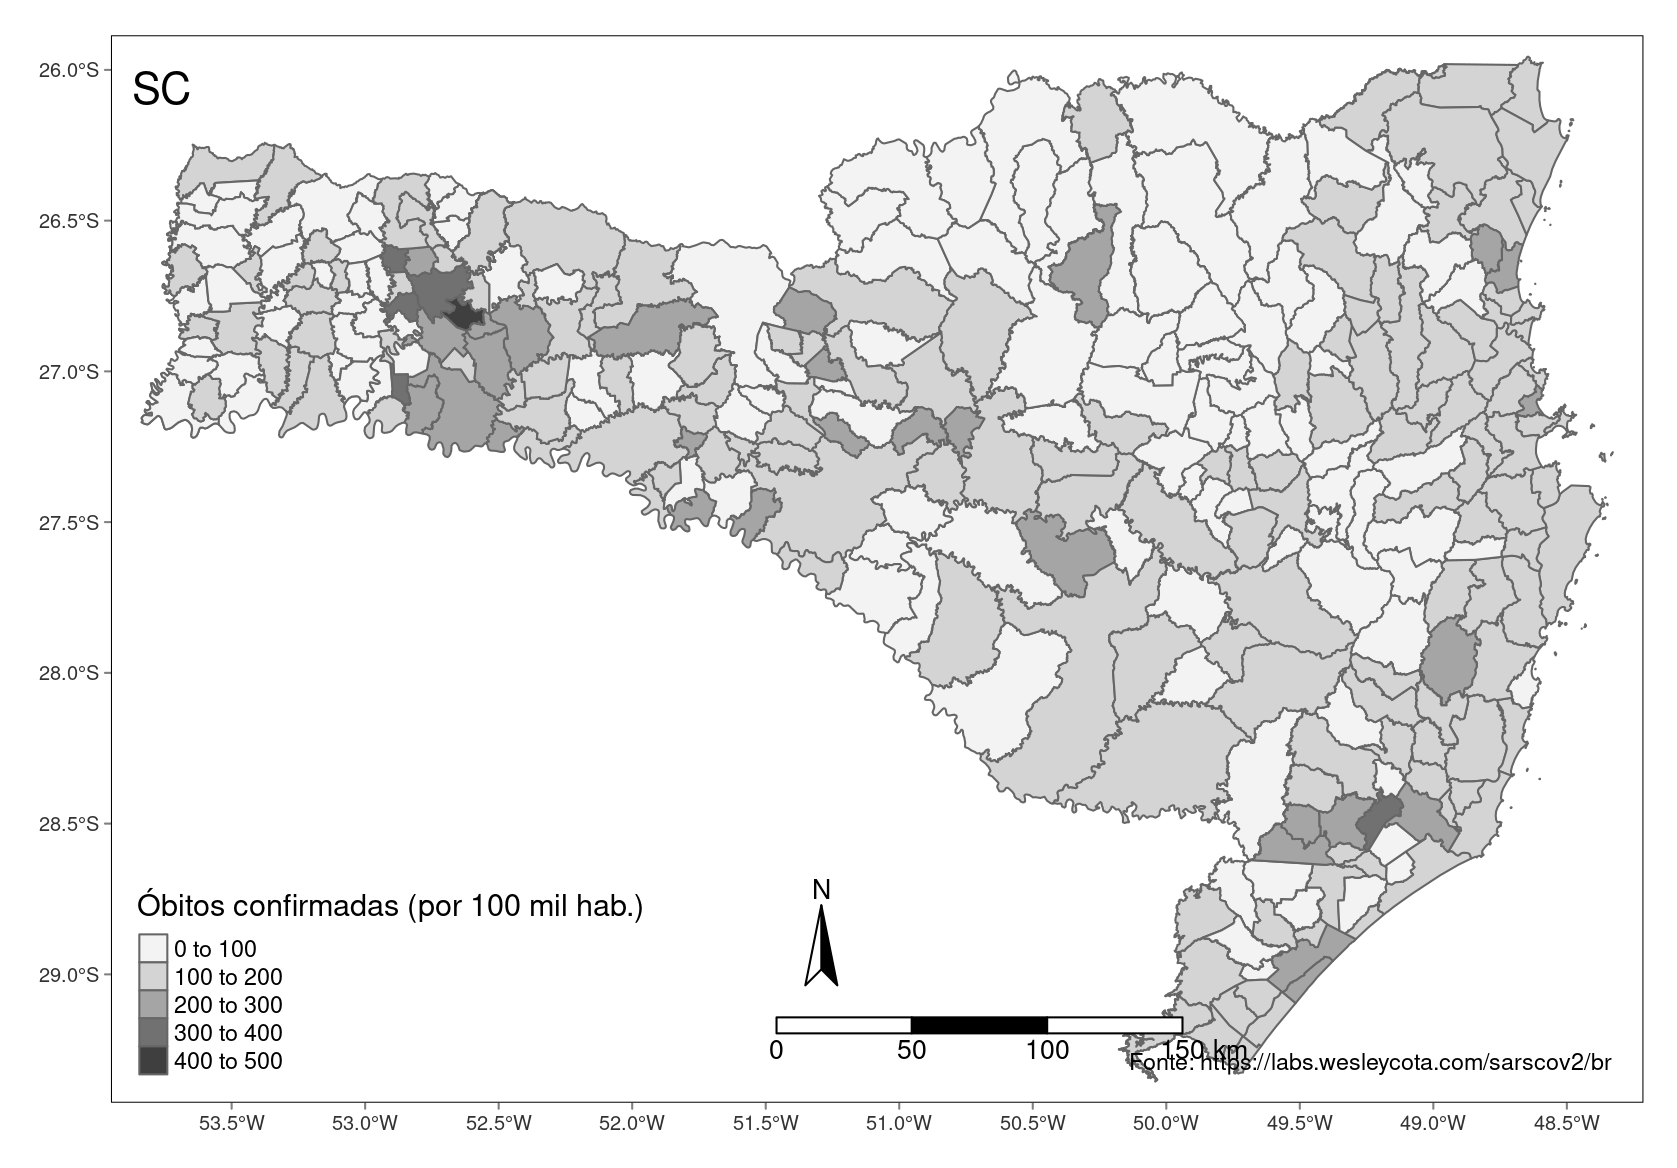 SC
26.0°S
26.5°S
27.0°S
27.5°S
28.0°S
28.5°S
29.0°S
Óbitos confirmadas (por 100 mil hab.)
0 to 100
100 to 200
200 to 300
300 to 400
400 to 500
N
0 50 100 150 km
Fonte: https://labs.wesleycota.com/sarscov2/br
53.5°W 53.0°W 52.5°W 52.0°W 51.5°W 51.0°W 50.5°W 50.0°W 49.5°W 49.0°W 48.5°W